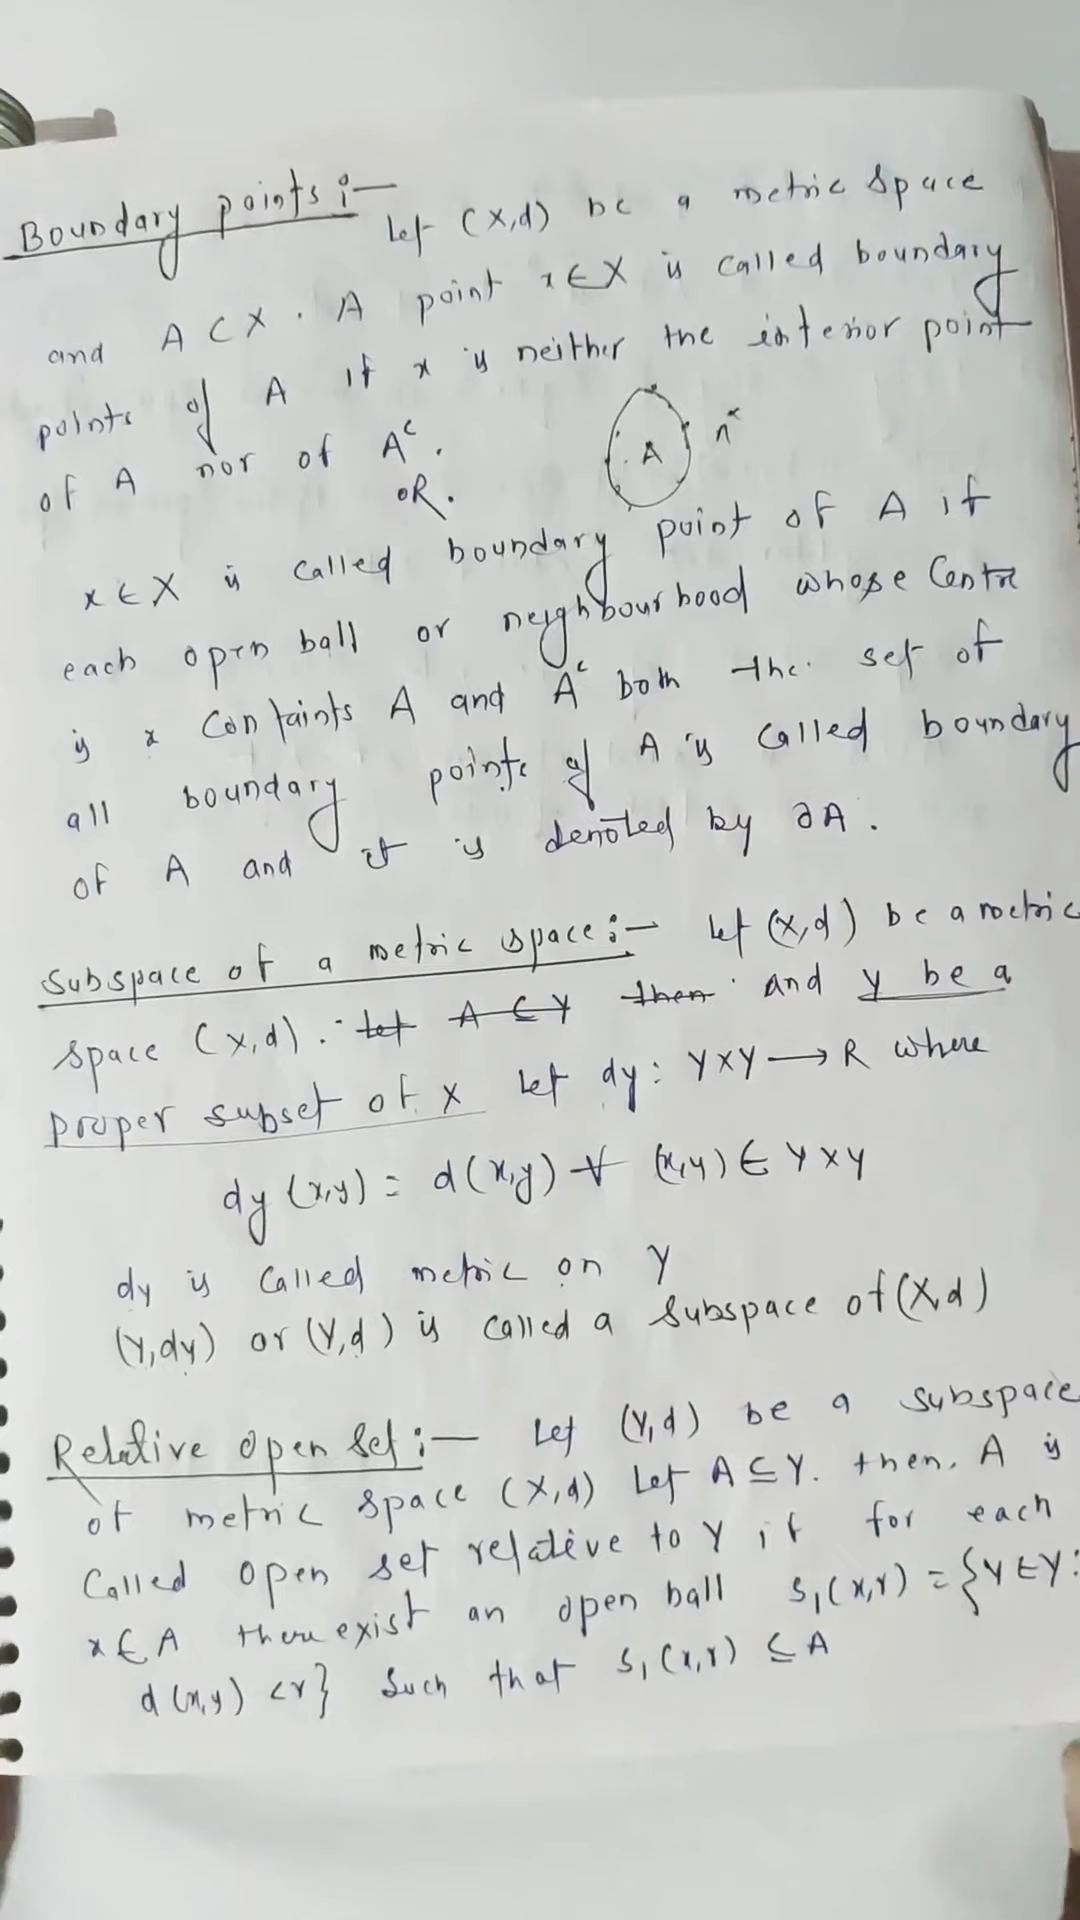 Boundary points :- Let (X,d) be a metric space
and A ⊂ X . A point x ∈ X is called boundary
points of A if x is neither the interior point
of A nor of Aᶜ.
A
OR.
x ∈ X is called boundary point of A if
each open ball or neighbourhood whose Centre
is x Containts A and Aᶜ both the set of
all boundary points of A is called boundary
of A and it is denoted by ∂A .
Subspace of a metric space :- Let (X,d) be a metric
space (X,d) . Let A ⊆ Y then and Y be a
proper subset of X Let dy : Y×Y → R where
dy (x,y) = d(x,y) ∀ (x,y) ∈ Y×Y
dy is called metric on Y
(Y,dy) or (Y,d) is called a subspace of (X,d)
Relative Open Set :- Let (Y,d) be a subspace
of metric space (X,d) Let A ⊆ Y. then, A is
Called open set relative to Y if for each
x ∈ A there exist an open ball S₁(x,r) = {y ∈ Y :
d(x,y) < r} Such that S₁(x,r) ⊆ A